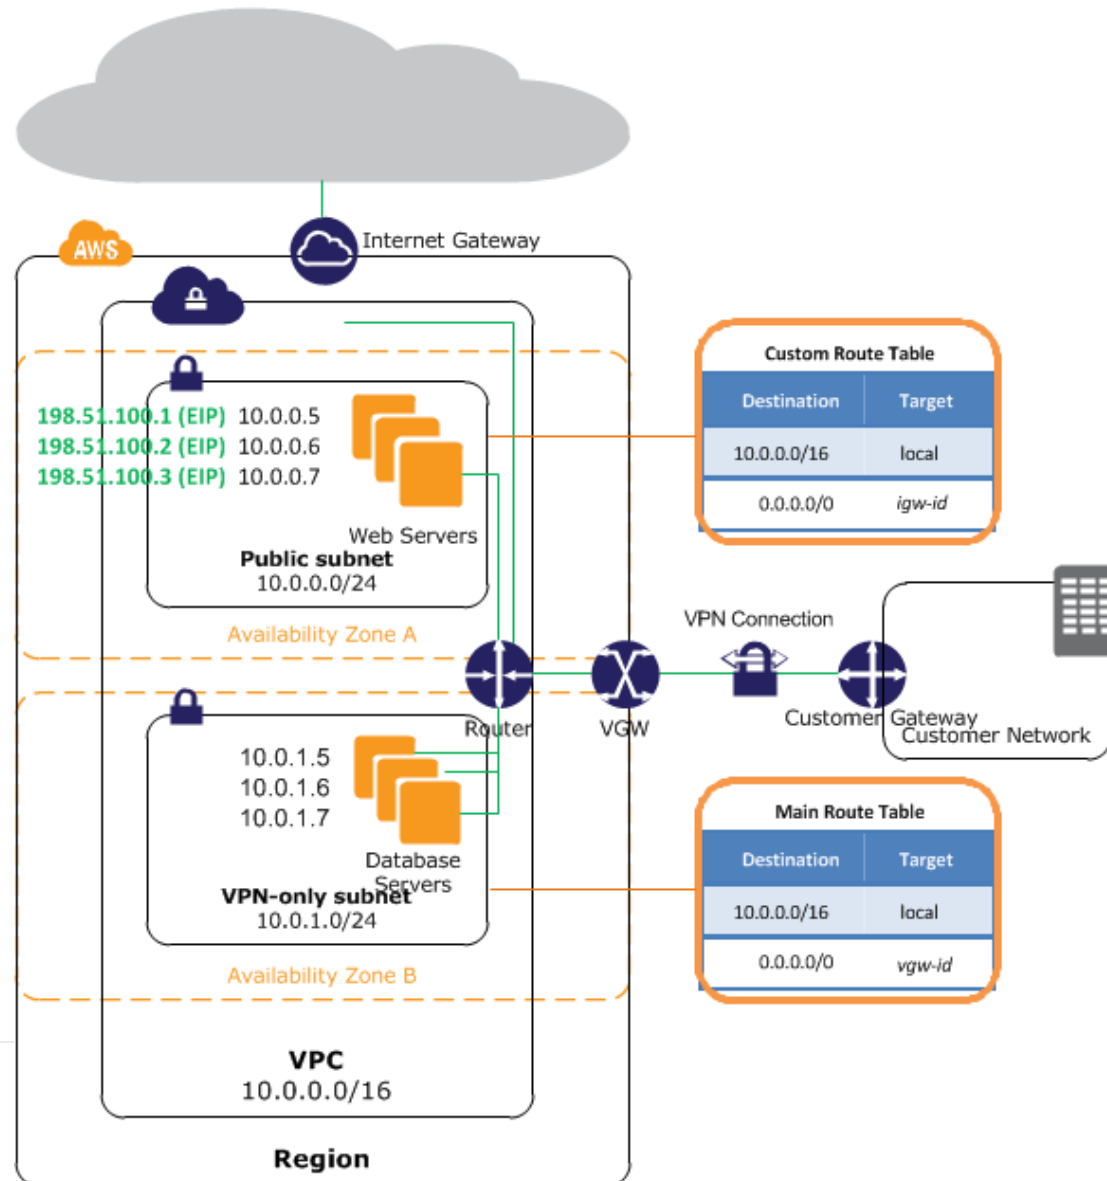 AWS
Internet Gateway
198.51.100.1 (EIP) 10.0.0.5
198.51.100.2 (EIP) 10.0.0.6
198.51.100.3 (EIP) 10.0.0.7
Web Servers
Public subnet
10.0.0.0/24
Availability Zone A
Custom Route Table
Destination Target
10.0.0.0/16 local
0.0.0.0/0 igw-id
VPN Connection
Router
VGW
Customer Gateway
Customer Network
10.0.1.5
10.0.1.6
10.0.1.7
Database
Servers
VPN-only subnet
10.0.1.0/24
Availability Zone B
Main Route Table
Destination Target
10.0.0.0/16 local
0.0.0.0/0 vgw-id
VPC
10.0.0.0/16
Region